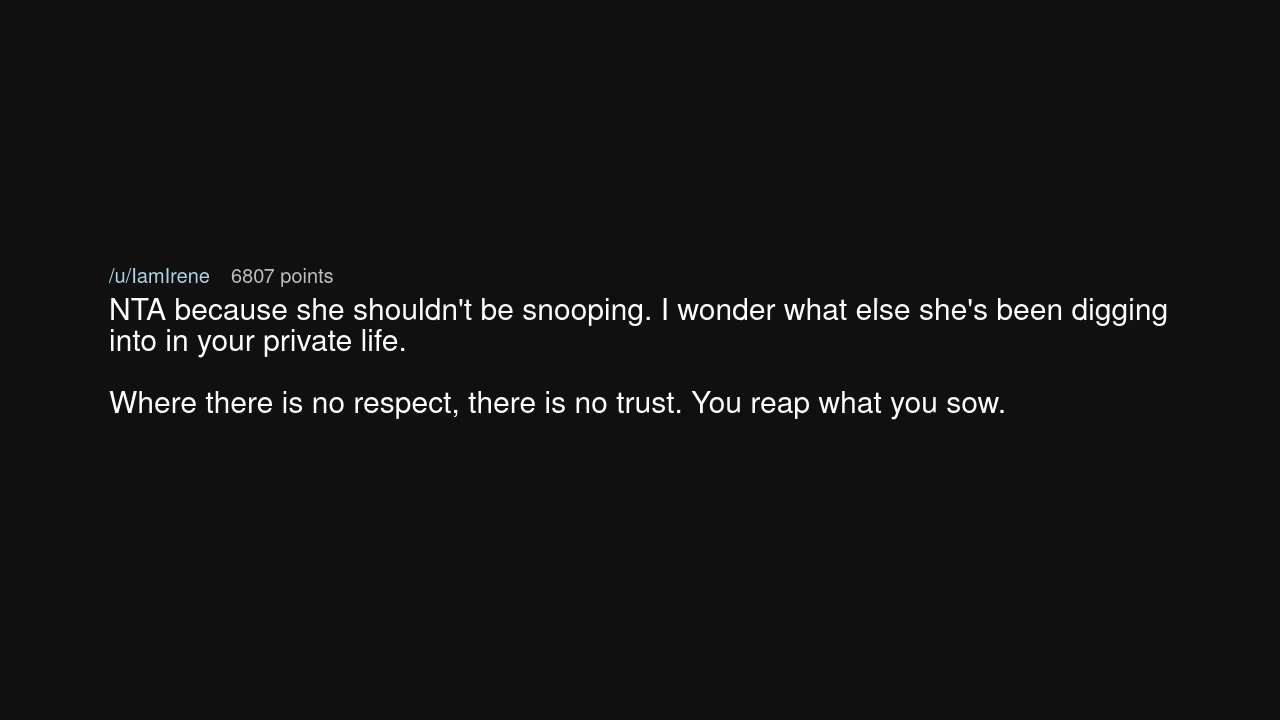 /u/IamIrene 6807 points
NTA because she shouldn't be snooping. I wonder what else she's been digging
into in your private life.
Where there is no respect, there is no trust. You reap what you sow.